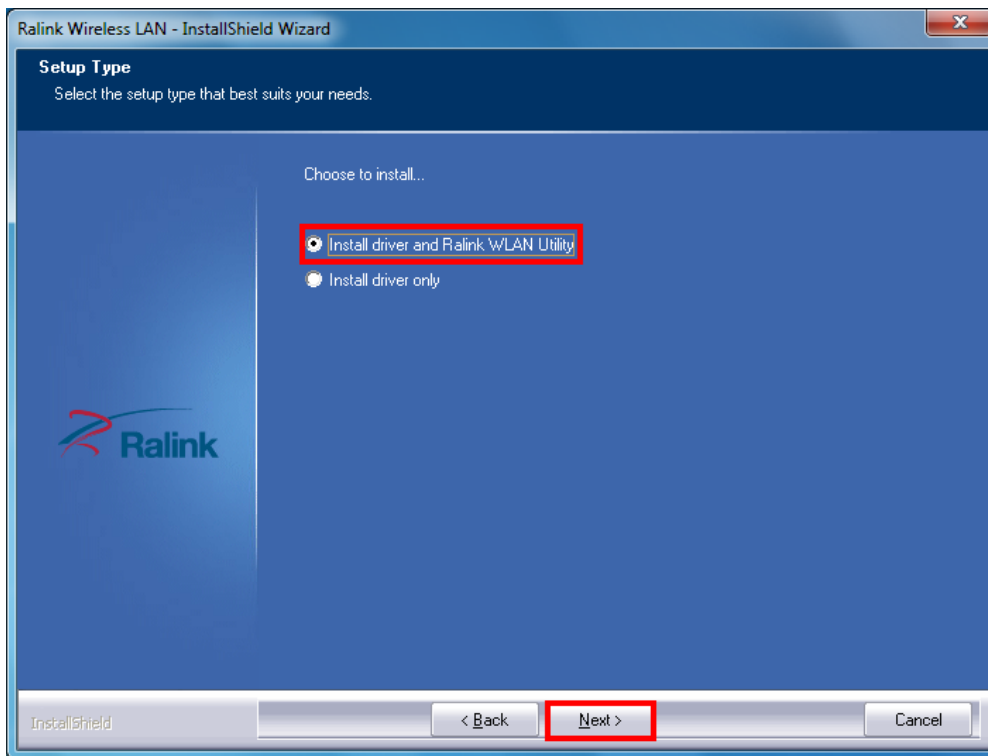 Ralink Wireless LAN - InstallShield Wizard
Setup Type
Select the setup type that best suits your needs.
Choose to install...
Install driver and Ralink WLAN Utility
Install driver only
Ralink
InstallShield
< Back
Next >
Cancel